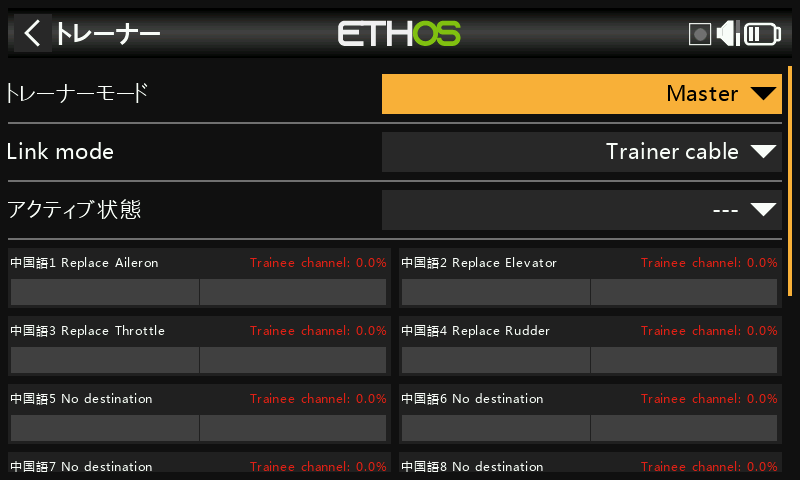 トレーナー
ETHOS
トレーナーモード
Master
Link mode
Trainer cable
アクティブ状態
---
中国語1 Replace Aileron
Trainee channel: 0.0%
中国語2 Replace Elevator
Trainee channel: 0.0%
中国語3 Replace Throttle
Trainee channel: 0.0%
中国語4 Replace Rudder
Trainee channel: 0.0%
中国語5 No destination
Trainee channel: 0.0%
中国語6 No destination
Trainee channel: 0.0%
中国語7 No destination
Trainee channel: 0.0%
中国語8 No destination
Trainee channel: 0.0%